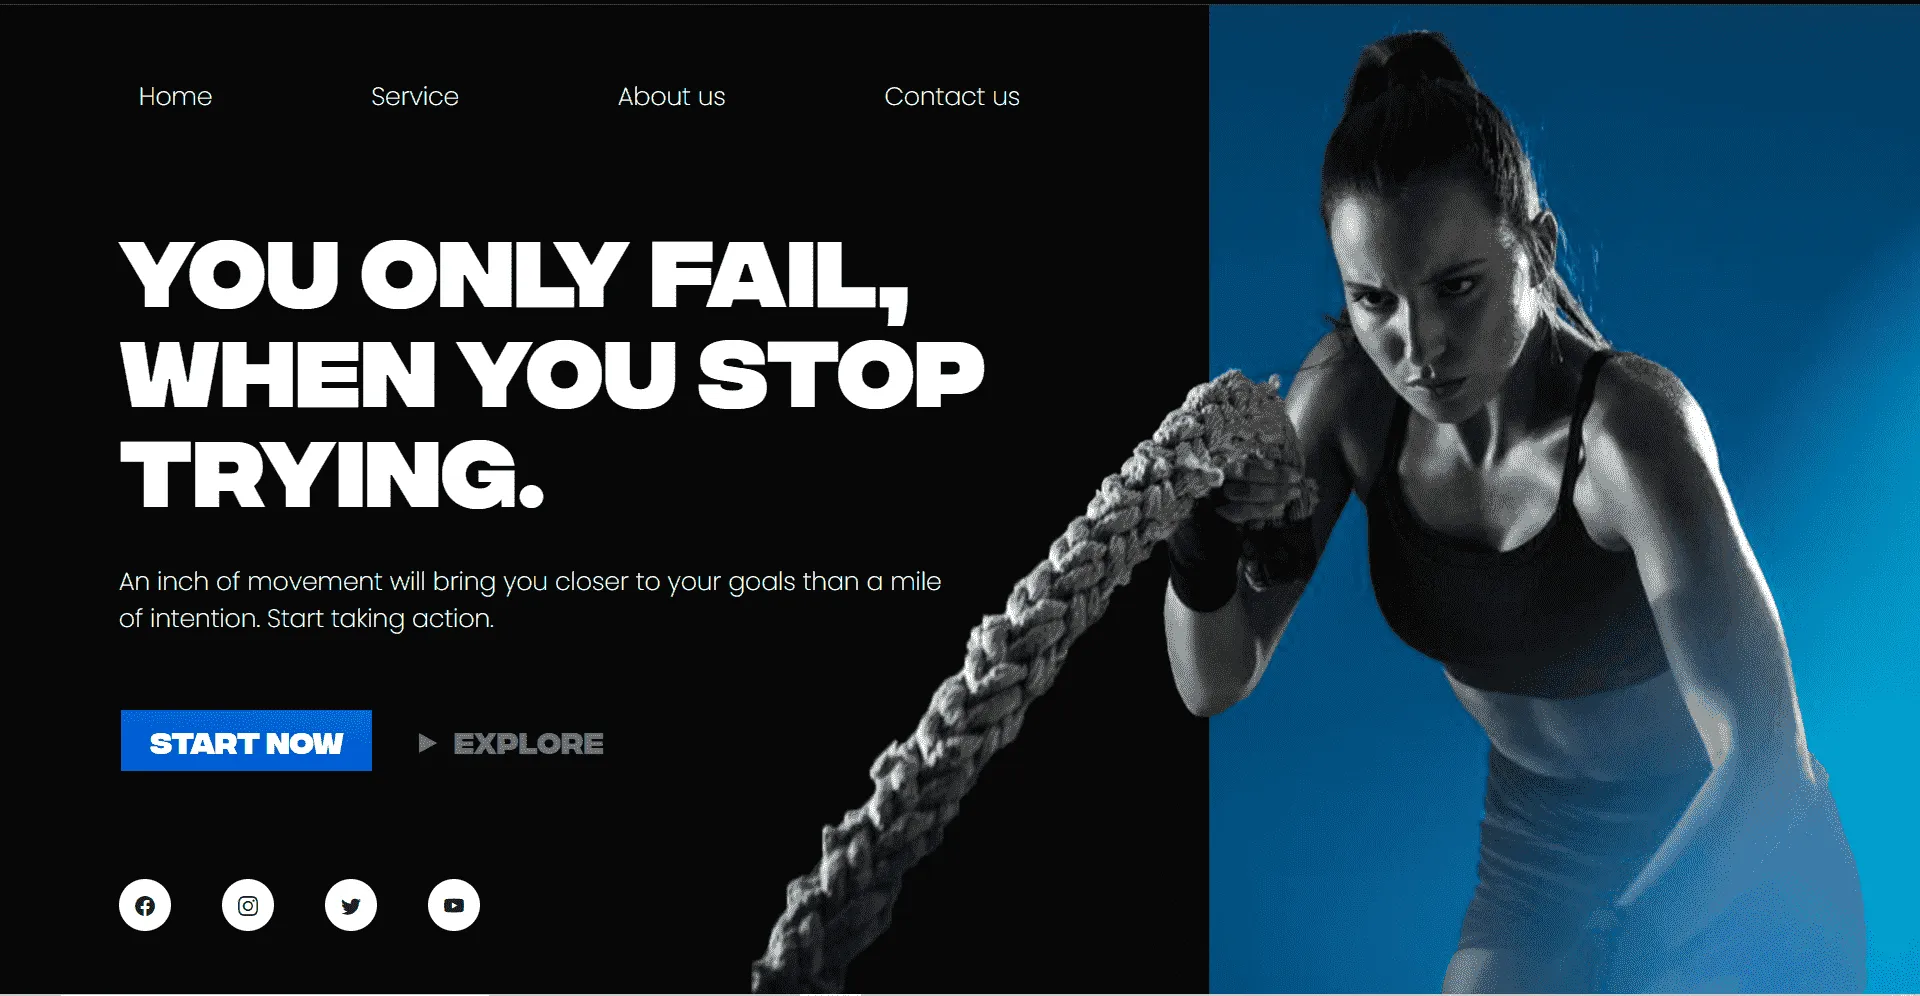 Home Service About us Contact us
YOU ONLY FAIL,
WHEN YOU STOP
TRYING.
An inch of movement will bring you closer to your goals than a mile
of intention. Start taking action.
START NOW EXPLORE